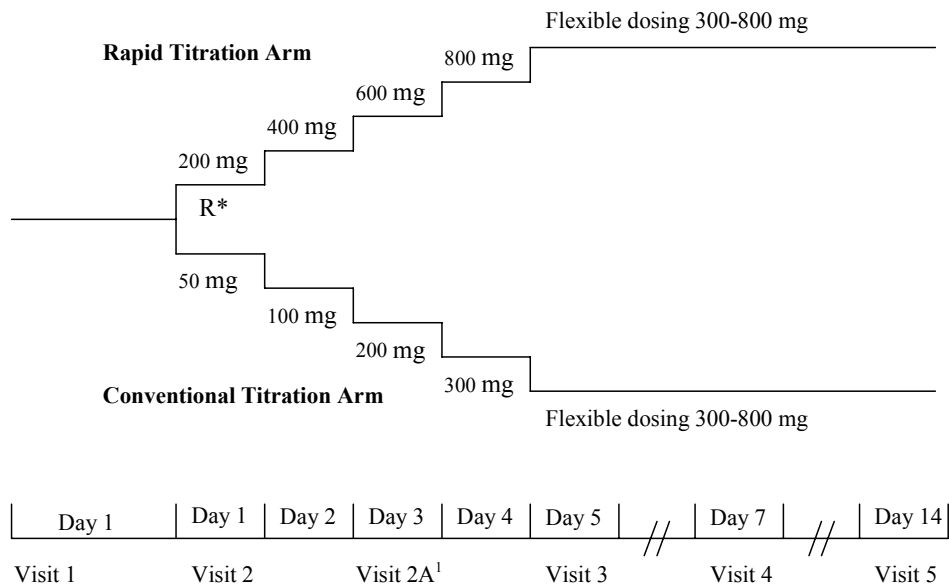 Flexible dosing 300-800 mg
Rapid Titration Arm
800 mg
600 mg
400 mg
200 mg
R*
50 mg
100 mg
200 mg
300 mg
Conventional Titration Arm
Flexible dosing 300-800 mg
Day 1 Day 1 Day 2 Day 3 Day 4 Day 5 Day 7 Day 14
Visit 1 Visit 2 Visit 2A¹ Visit 3 Visit 4 Visit 5